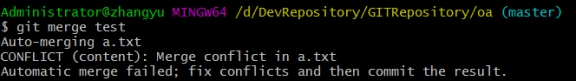 Administrator@zhangyu MINGW64 /d/DevRepository/GITRepository/oa (master)
$ git merge test
Auto-merging a.txt
CONFLICT (content): Merge conflict in a.txt
Automatic merge failed; fix conflicts and then commit the result.